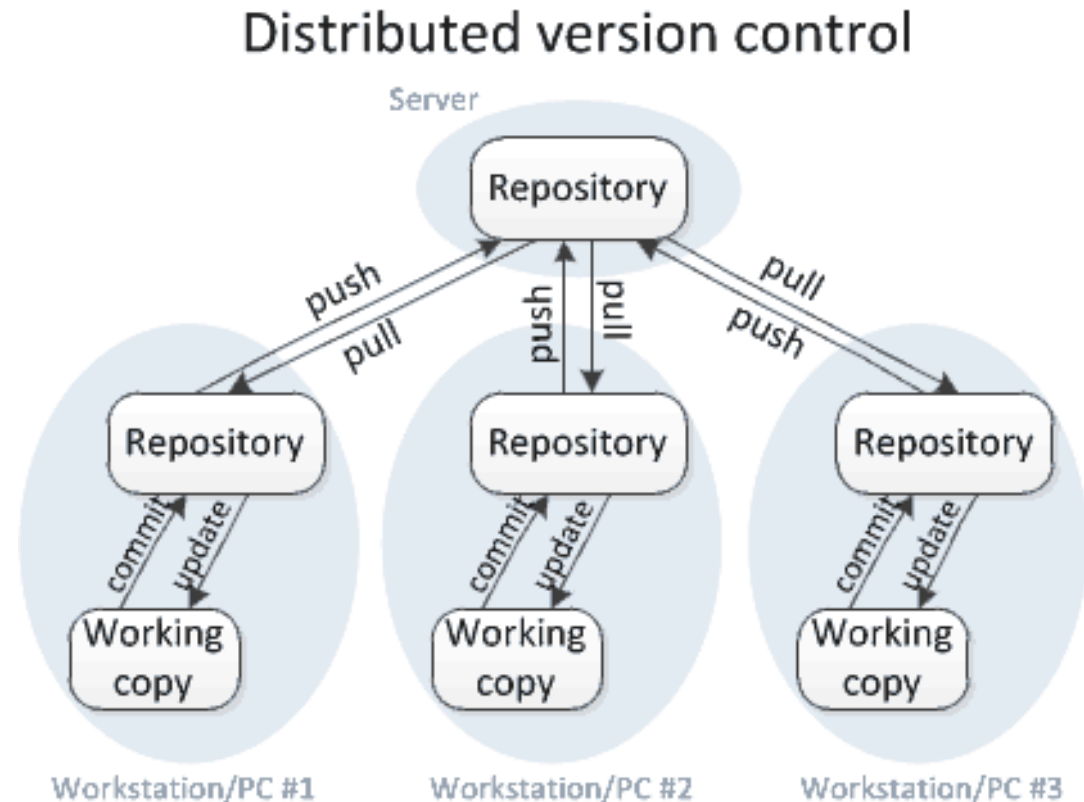 Distributed version control
Server
Repository
push
pull
push
pull
pull
push
Repository
Repository
Repository
commit
update
commit
update
commit
update
Working
copy
Working
copy
Working
copy
Workstation/PC #1
Workstation/PC #2
Workstation/PC #3